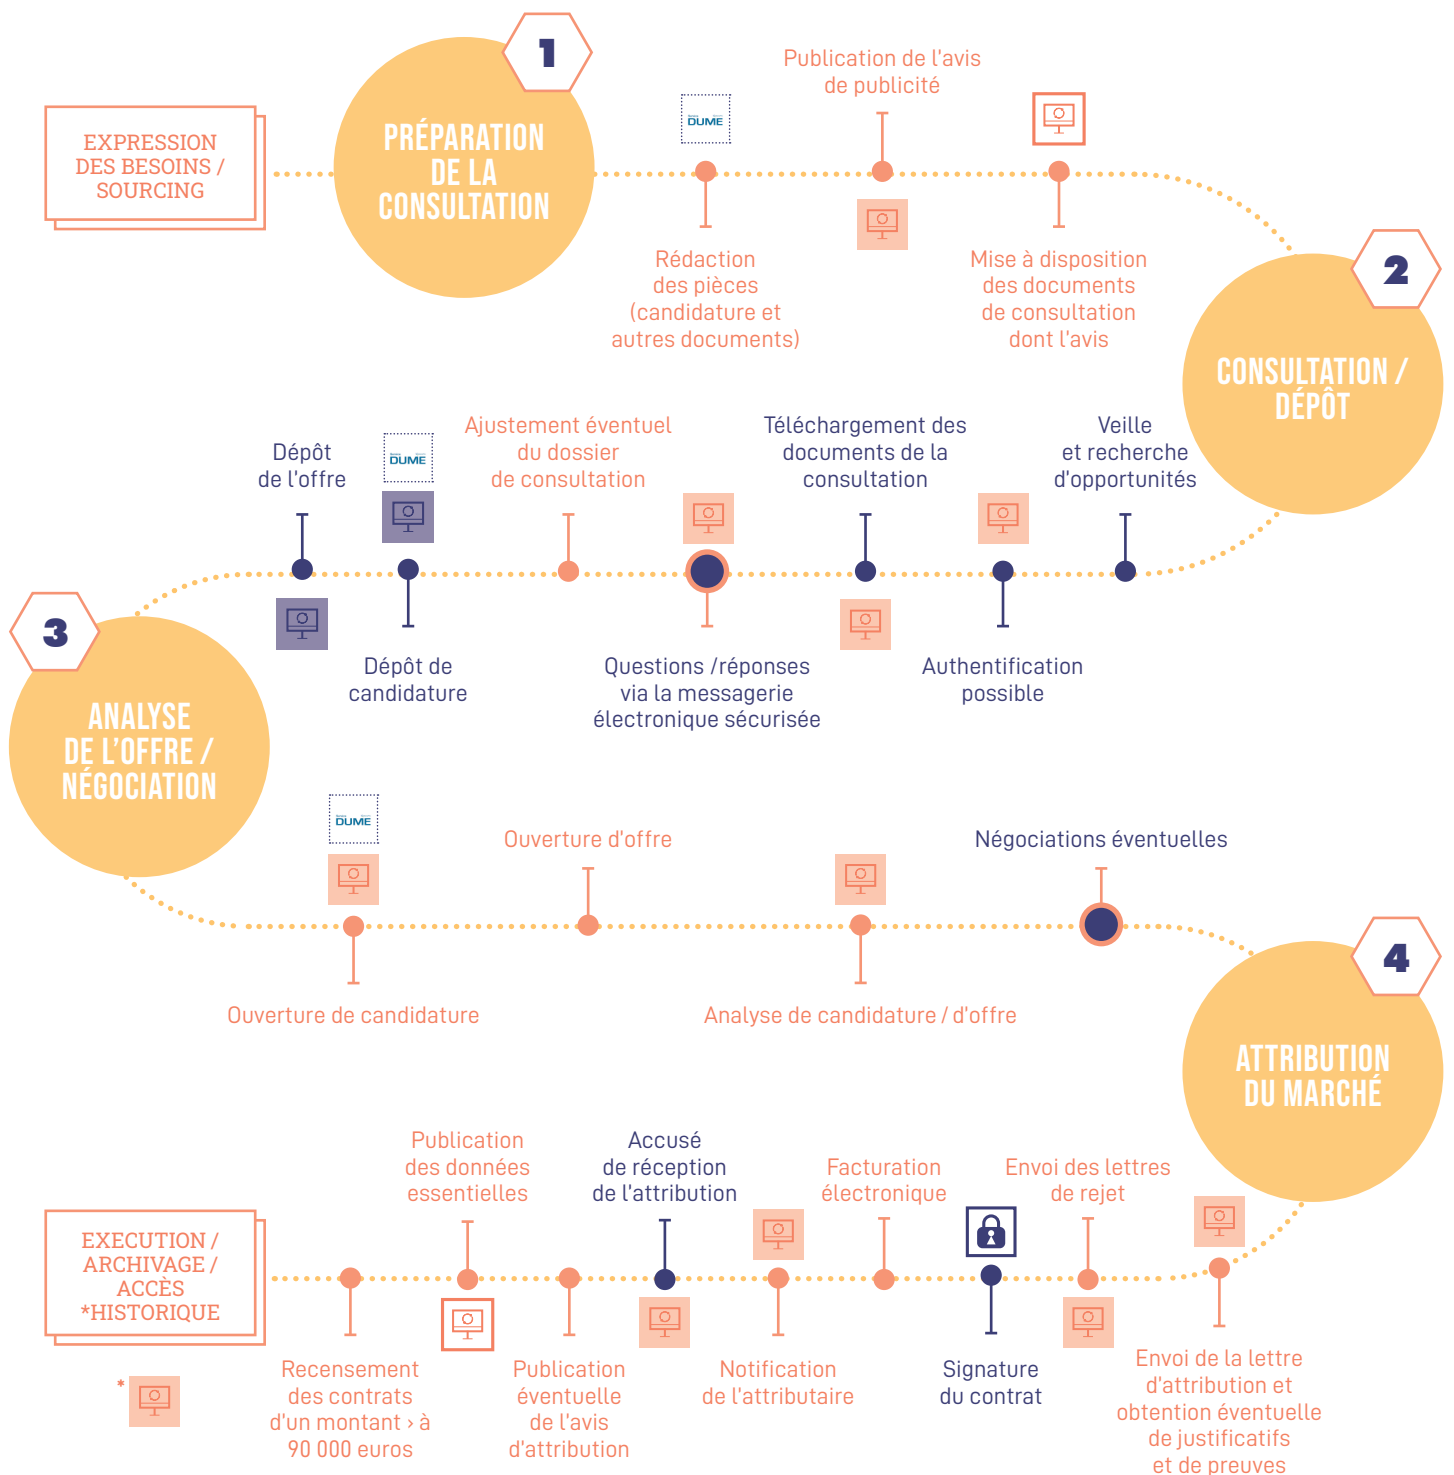 1
EXPRESSION
DES BESOINS /
SOURCING
PRÉPARATION
DE LA
CONSULTATION
DUME
Rédaction
des pièces
(candidature et
autres documents)
Publication de l'avis
de publicité
Mise à disposition
des documents
de consultation
dont l'avis
2
CONSULTATION /
DÉPÔT
Veille
et recherche
d'opportunités
Authentification
possible
Téléchargement des
documents de la
consultation
Questions /réponses
via la messagerie
électronique sécurisée
Ajustement éventuel
du dossier
de consultation
DUME
Dépôt de
candidature
Dépôt
de l'offre
3
ANALYSE
DE L'OFFRE /
NÉGOCIATION
DUME
Ouverture de candidature
Ouverture d'offre
Analyse de candidature / d'offre
Négociations éventuelles
4
ATTRIBUTION
DU MARCHÉ
Envoi de la lettre
d'attribution et
obtention éventuelle
de justificatifs
et de preuves
Envoi des lettres
de rejet
Signature
du contrat
Facturation
électronique
Notification
de l'attributaire
Accusé
de réception
de l'attribution
Publication
éventuelle
de l'avis
d'attribution
Publication
des données
essentielles
Recensement
des contrats
d'un montant › à
90 000 euros
EXECUTION /
ARCHIVAGE /
ACCÈS
*HISTORIQUE
*